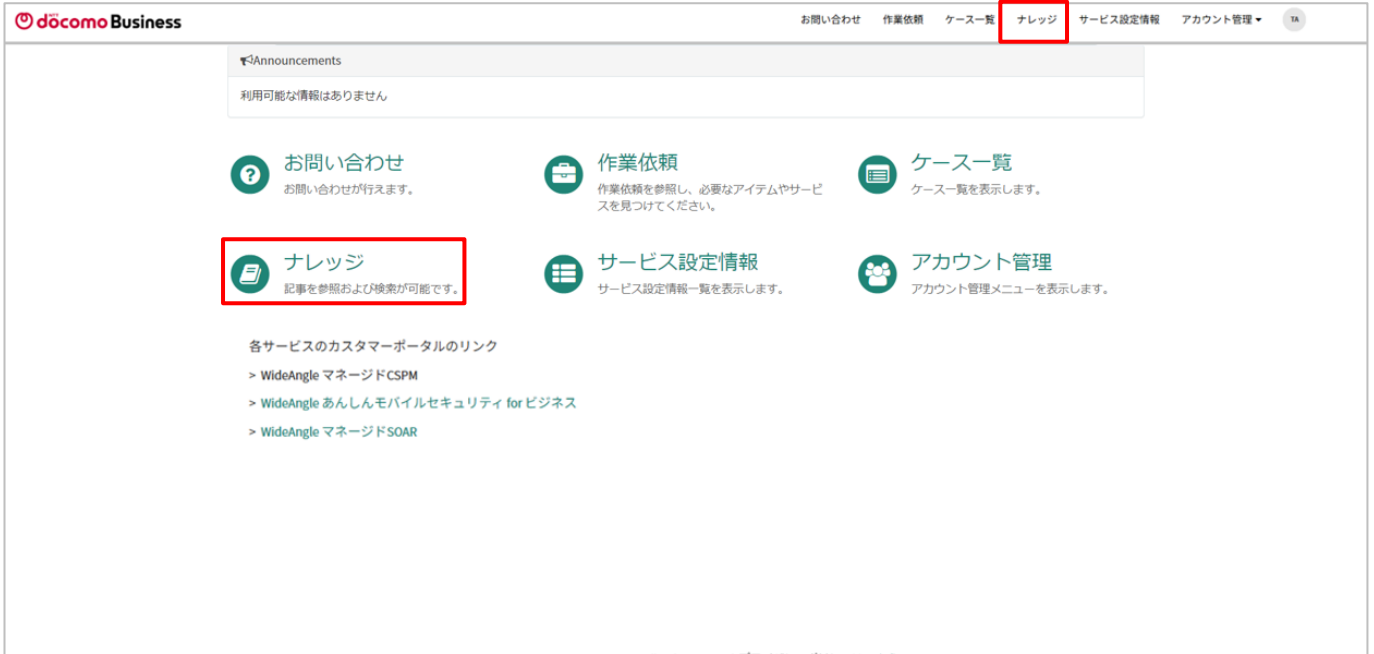 döcomo Business
お問い合わせ 作業依頼 ケース一覧 ナレッジ サービス設定情報 アカウント管理 TA
Announcements
利用可能な情報はありません
お問い合わせ
お問い合わせが行えます。
作業依頼
作業依頼を参照し、必要なアイテムやサービ
スを見つけてください。
ケース一覧
ケース一覧を表示します。
ナレッジ
記事を参照および検索が可能です。
サービス設定情報
サービス設定情報一覧を表示します。
アカウント管理
アカウント管理メニューを表示します。
各サービスのカスタマーポータルのリンク
> WideAngle マネージドCSPM
> WideAngle あんしんモバイルセキュリティ for ビジネス
> WideAngle マネージドSOAR